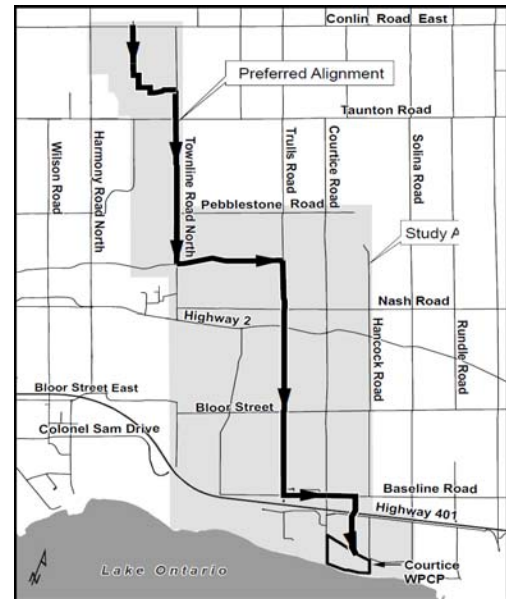 Conlin Road East
Preferred Alignment
Taunton Road
Wilson Road
Harmony Road North
Townline Road North
Trulls Road
Courtice Road
Solina Road
Pebblestone Road
Study A
Nash Road
Highway 2
Hancock Road
Rundle Road
Bloor Street East
Bloor Street
Colonel Sam Drive
Baseline Road
Highway 401
Courtice
WPCP
Lake Ontario
N